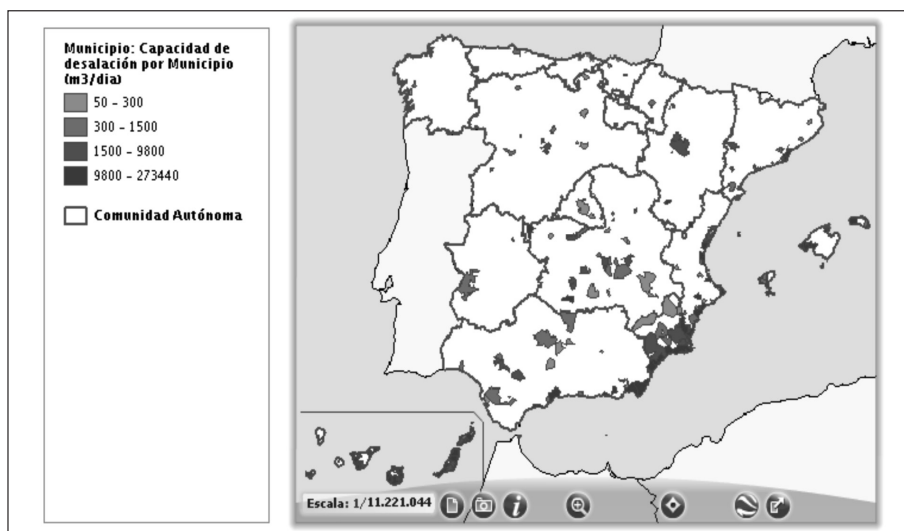 Municipio: Capacidad de
desalación por Municipio
(m3/dia)
50 - 300
300 - 1500
1500 - 9800
9800 - 273440
Comunidad Autónoma
Escala: 1/11.221.044